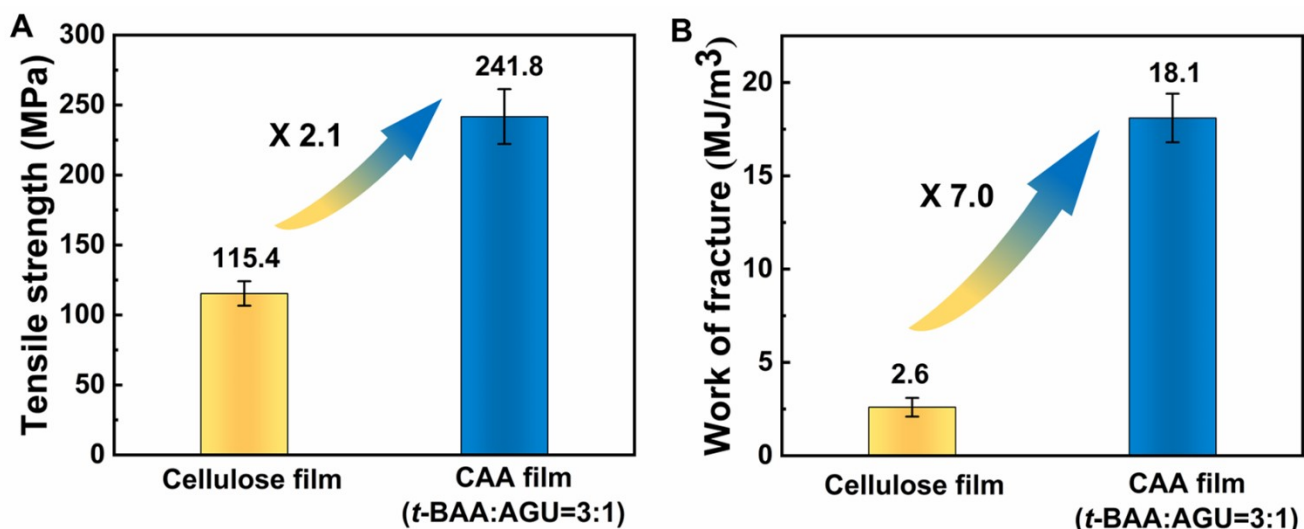 A
Tensile strength (MPa)
300
250
200
150
100
50
0
115.4
X 2.1
241.8
Cellulose film
CAA film
(t-BAA:AGU=3:1)
B
Work of fracture (MJ/m³)
20
15
10
5
0
2.6
X 7.0
18.1
Cellulose film
CAA film
(t-BAA:AGU=3:1)